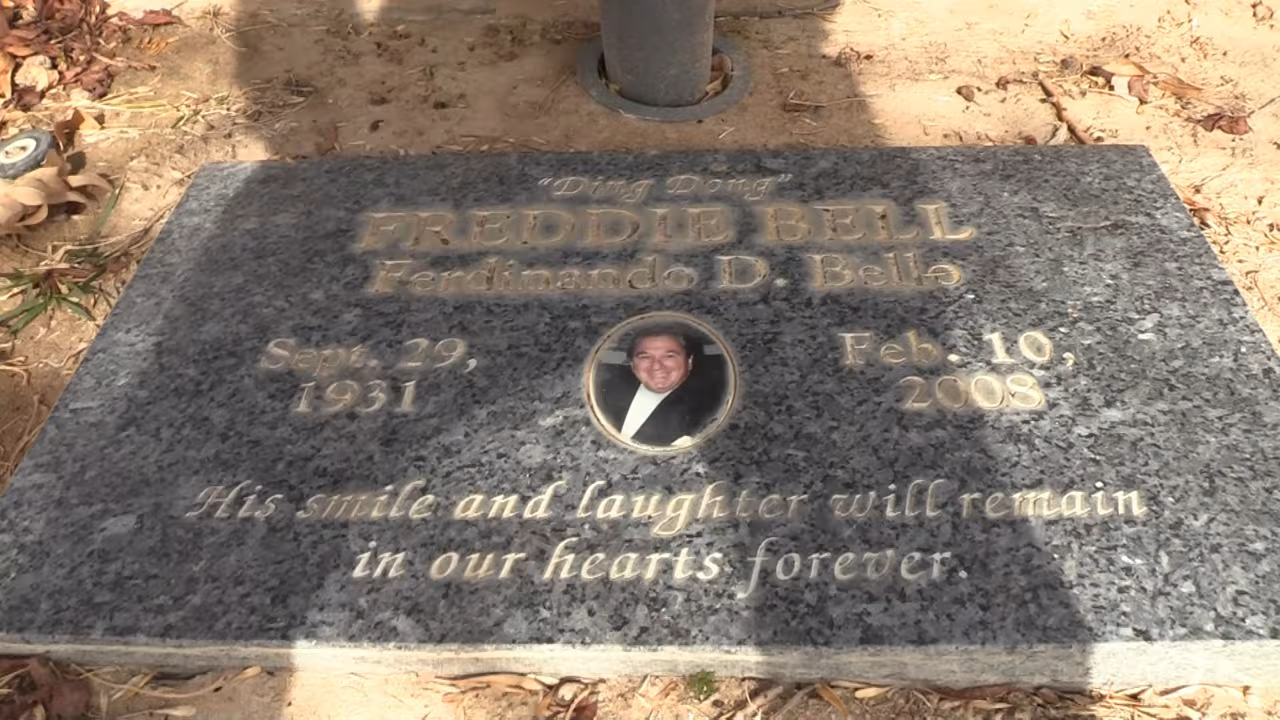 "Ding Dong"
FREDDIE BELL
Ferdinando D. Bello
Sept. 29,
1931
Feb. 10,
2008
His smile and laughter will remain
in our hearts forever.